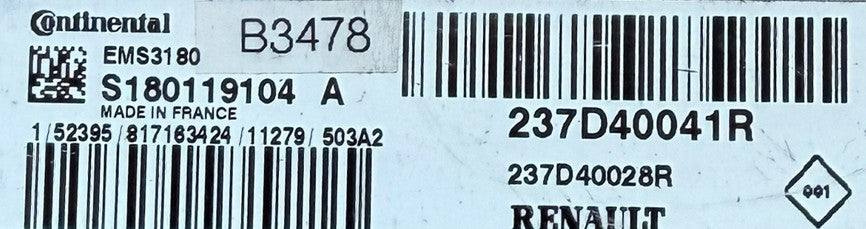 Continental
B3478
EMS3180
S180119104 A
MADE IN FRANCE
1/52395/817163424/11279/503A2
237D40041R
237D40028R
001
RENAULT